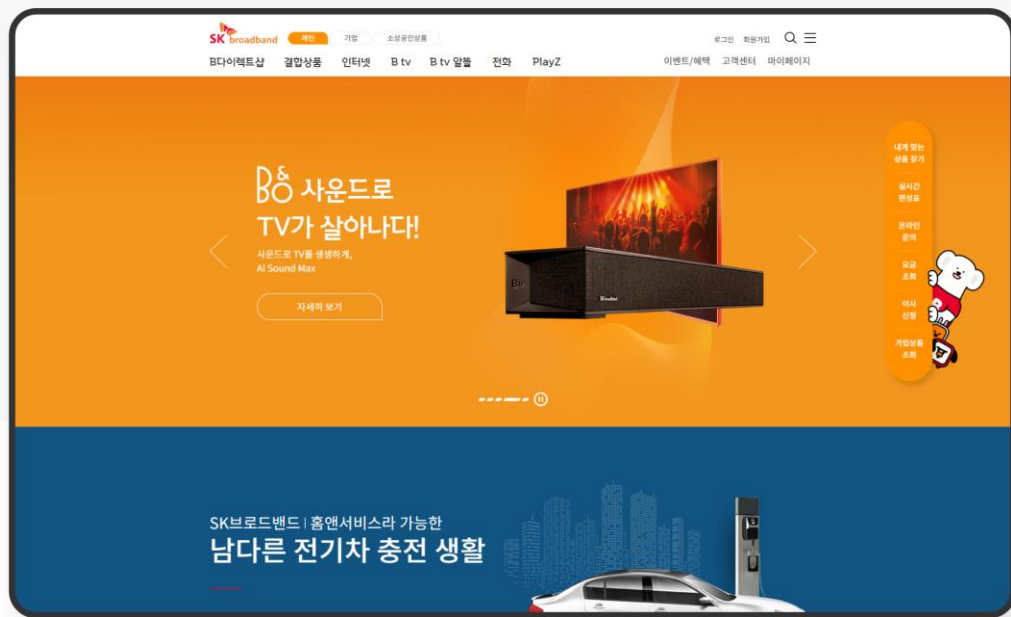 SK broadband
개인
기업
소상공인상품
로그인
회원가입
B다이렉트샵
결합상품
인터넷
B tv
B tv 알뜰
전화
PlayZ
이벤트/혜택
고객센터
마이페이지
B&O 사운드로
TV가 살아나다!
사운드로 TV를 생생하게,
AI Sound Max
자세히 보기
내게 맞는
상품 찾기
실시간
편성표
온라인
문의
요금
조회
이사
신청
가입상품
조회
SK브로드밴드 | 홈앤서비스라 가능한
남다른 전기차 충전 생활